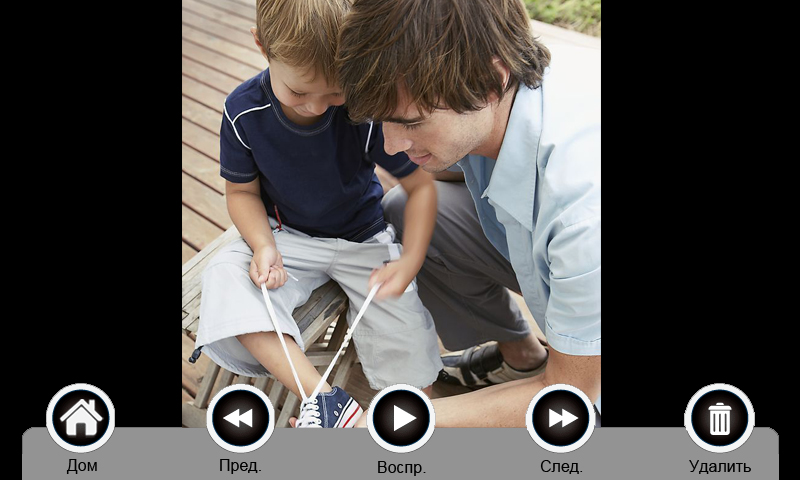 Дом
Пред.
Воспр.
След.
Удалить